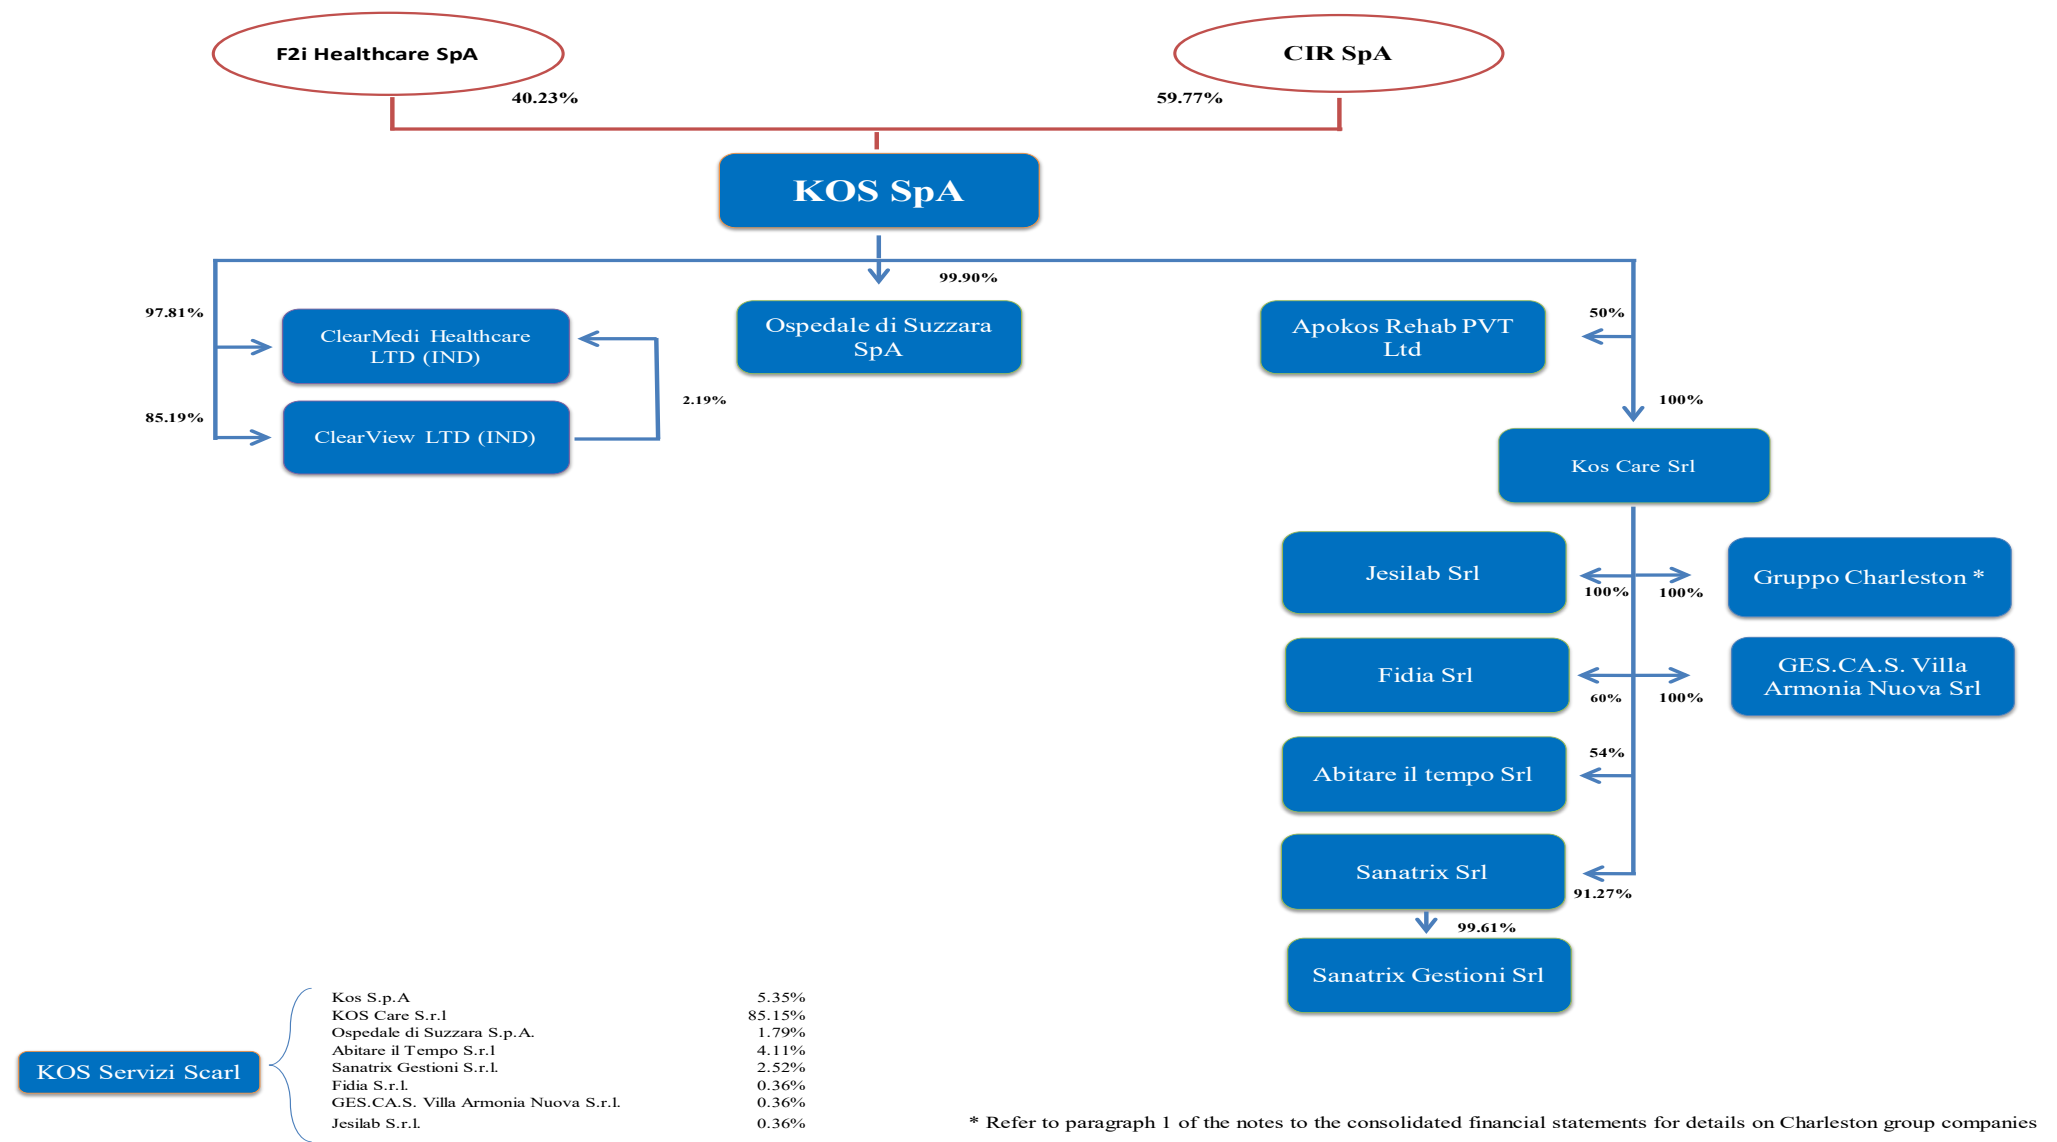 F2i Healthcare SpA
CIR SpA
40.23%
59.77%
KOS SpA
99.90%
97.81%
50%
ClearMedi Healthcare
LTD (IND)
Ospedale di Suzzara
SpA
Apokos Rehab PVT
Ltd
2.19%
100%
85.19%
ClearView LTD (IND)
Kos Care Srl
Jesilab Srl
Gruppo Charleston *
100%
100%
Fidia Srl
GES.CA.S. Villa
Armonia Nuova Srl
60%
100%
54%
Abitare il tempo Srl
Sanatrix Srl
91.27%
99.61%
Sanatrix Gestioni Srl
KOS Servizi Scarl
Kos S.p.A 5.35%
KOS Care S.r.l 85.15%
Ospedale di Suzzara S.p.A. 1.79%
Abitare il Tempo S.r.l 4.11%
Sanatrix Gestioni S.r.l. 2.52%
Fidia S.r.l. 0.36%
GES.CA.S. Villa Armonia Nuova S.r.l. 0.36%
Jesilab S.r.l. 0.36%
* Refer to paragraph 1 of the notes to the consolidated financial statements for details on Charleston group companies